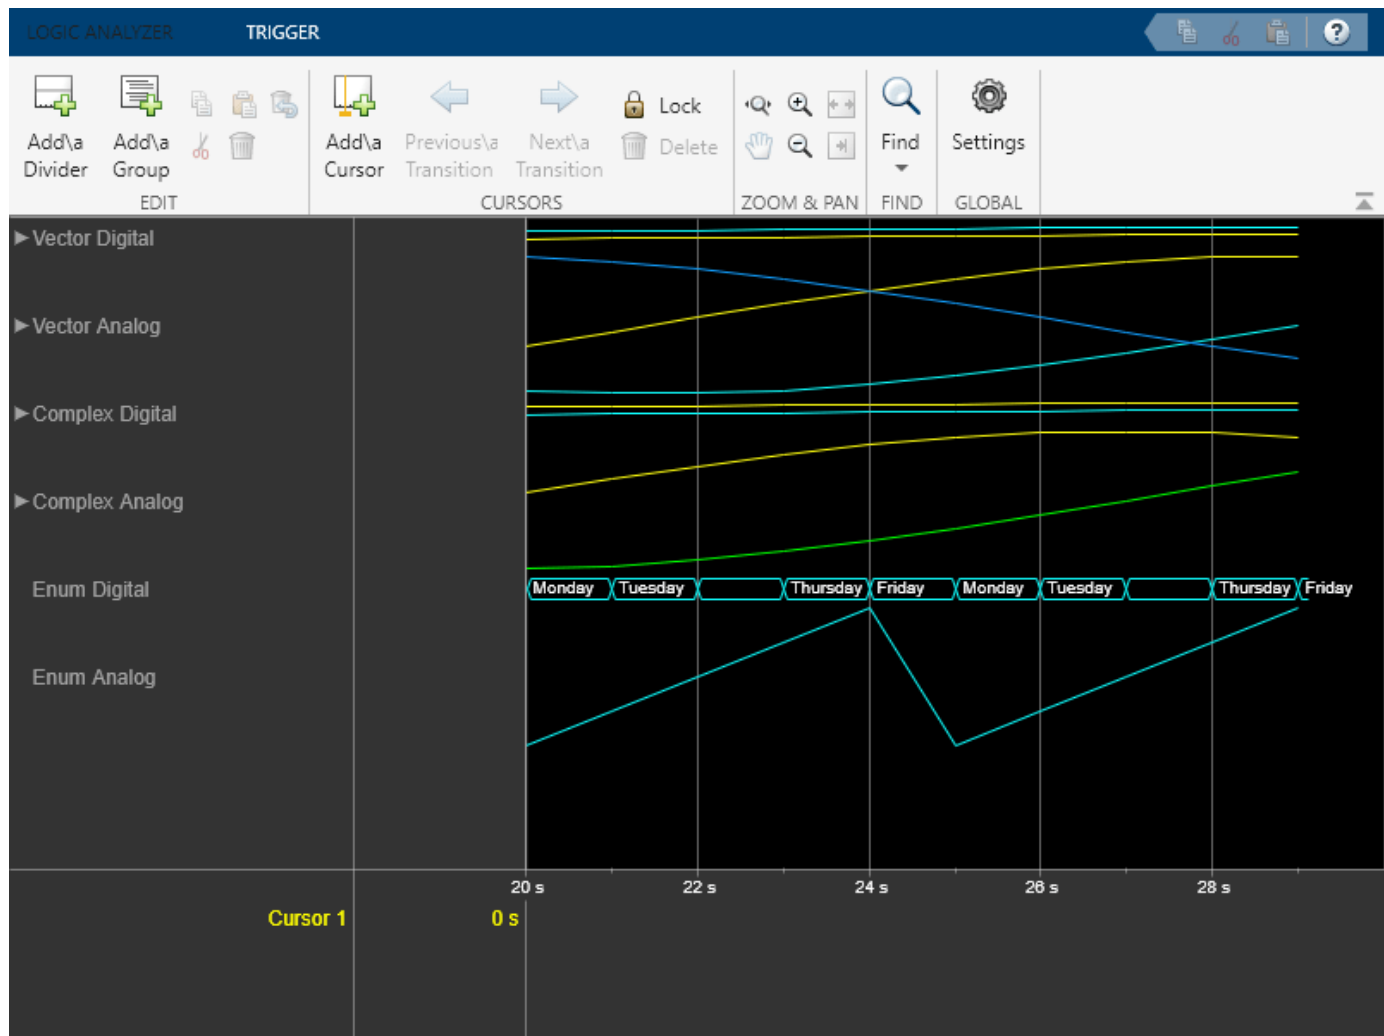 LOGIC ANALYZER TRIGGER ?
Add\a Add\a Add\a Previous\a Next\a Lock Find Settings
Divider Group Cursor Transition Transition Delete
EDIT CURSORS ZOOM & PAN FIND GLOBAL
Vector Digital
Vector Analog
Complex Digital
Complex Analog
Enum Digital Monday Tuesday Thursday Friday Monday Tuesday Thursday Friday
Enum Analog
20 s 22 s 24 s 26 s 28 s
Cursor 1 0 s